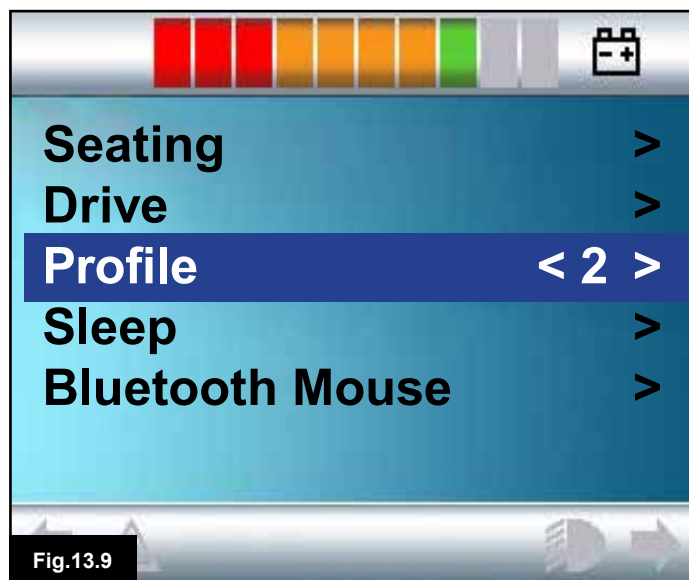 Seating >
Drive >
Profile < 2 >
Sleep >
Bluetooth Mouse >
Fig.13.9